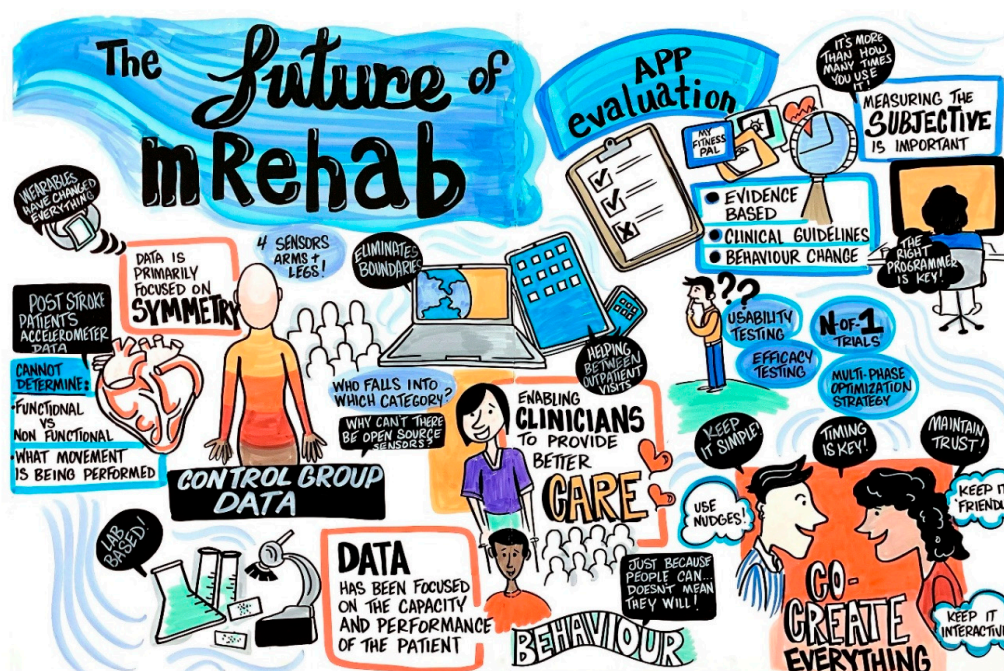 The future of
mRehab
WEARABLES
HAVE CHANGED
EVERYTHING
DATA IS
PRIMARILY
FOCUSED ON
SYMMETRY
4 SENSORS
ARMS +
LEGS!
POST STROKE
PATIENTS
ACCELEROMETER
DATA
CANNOT
DETERMINE:
• FUNCTIONAL
VS
NON FUNCTIONAL
• WHAT MOVEMENT
IS BEING PERFORMED
CONTROL GROUP
DATA
ELIMINATES
BOUNDARIES
WHO FALLS INTO
WHICH CATEGORY?
WHY CAN'T THERE
BE OPEN SOURCE
SENSORS?
HELPING
BETWEEN
OUTPATIENT
VISITS
ENABLING
CLINICIANS
TO PROVIDE
BETTER
CARE
LAB
BASED!
DATA
HAS BEEN FOCUSED
ON THE CAPACITY
AND PERFORMANCE
OF THE PATIENT
BEHAVIOUR
JUST BECAUSE
PEOPLE CAN...
DOESN'T MEAN
THEY WILL!
APP
evaluation
MY
FITNESS
PAL
IT'S MORE
THAN HOW
MANY TIMES
YOU USE
IT!
MEASURING THE
SUBJECTIVE
IS IMPORTANT
• EVIDENCE
BASED
• CLINICAL GUIDELINES
• BEHAVIOUR CHANGE
THE
RIGHT
PROGRAMMER
IS KEY!
??
USABILITY
TESTING
EFFICACY
TESTING
N-OF-1
TRIALS
MULTI-PHASE
OPTIMIZATION
STRATEGY
KEEP
IT SIMPLE!
TIMING
IS KEY!
MAINTAIN
TRUST!
USE
NUDGES!
KEEP IT
'FRIENDL
CO-
CREATE
EVERYTHING
KEEP IT
INTERACTIVE